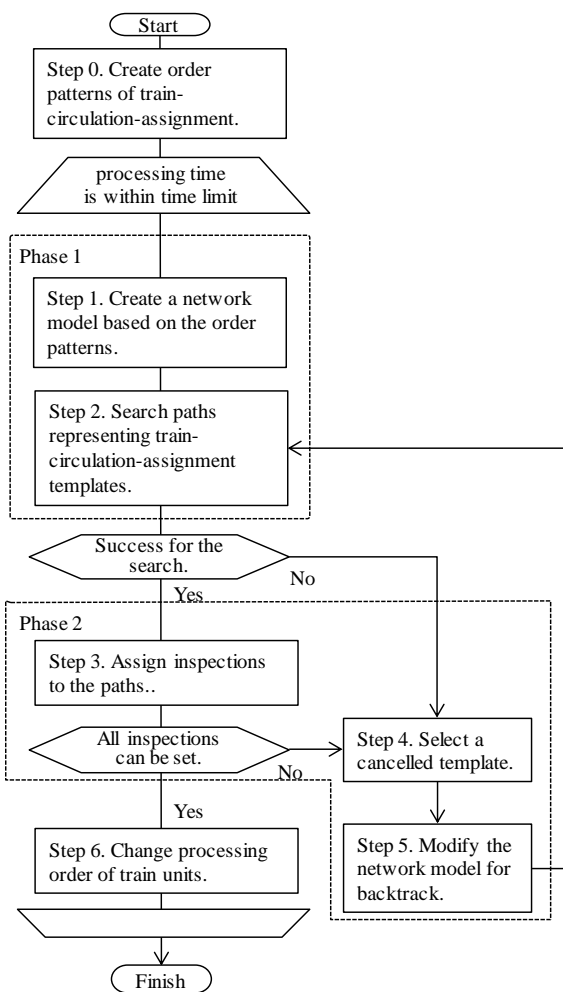 Start
Step 0. Create order
patterns of train-
circulation-assignment.
processing time
is within time limit
Phase 1
Step 1. Create a network
model based on the order
patterns.
Step 2. Search paths
representing train-
circulation-assignment
templates.
Success for the
search.
No
Yes
Phase 2
Step 3. Assign inspections
to the paths..
All inspections
can be set.
No
Yes
Step 4. Select a
cancelled template.
Step 5. Modify the
network model for
backtrack.
Step 6. Change processing
order of train units.
Finish